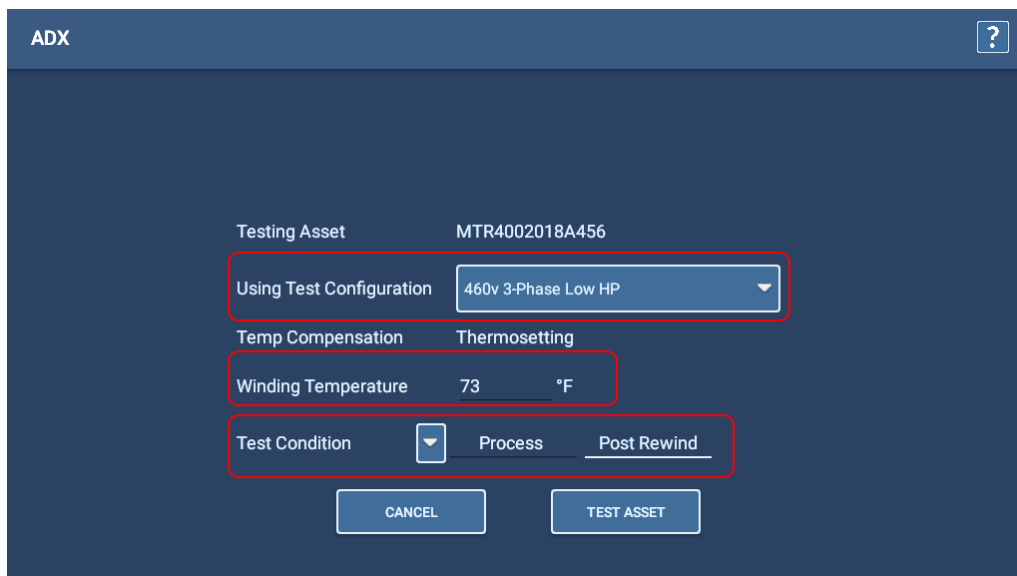 ADX ?
Testing Asset MTR4002018A456
Using Test Configuration 460v 3-Phase Low HP
Temp Compensation Thermosetting
Winding Temperature 73 °F
Test Condition Process Post Rewind
CANCEL TEST ASSET